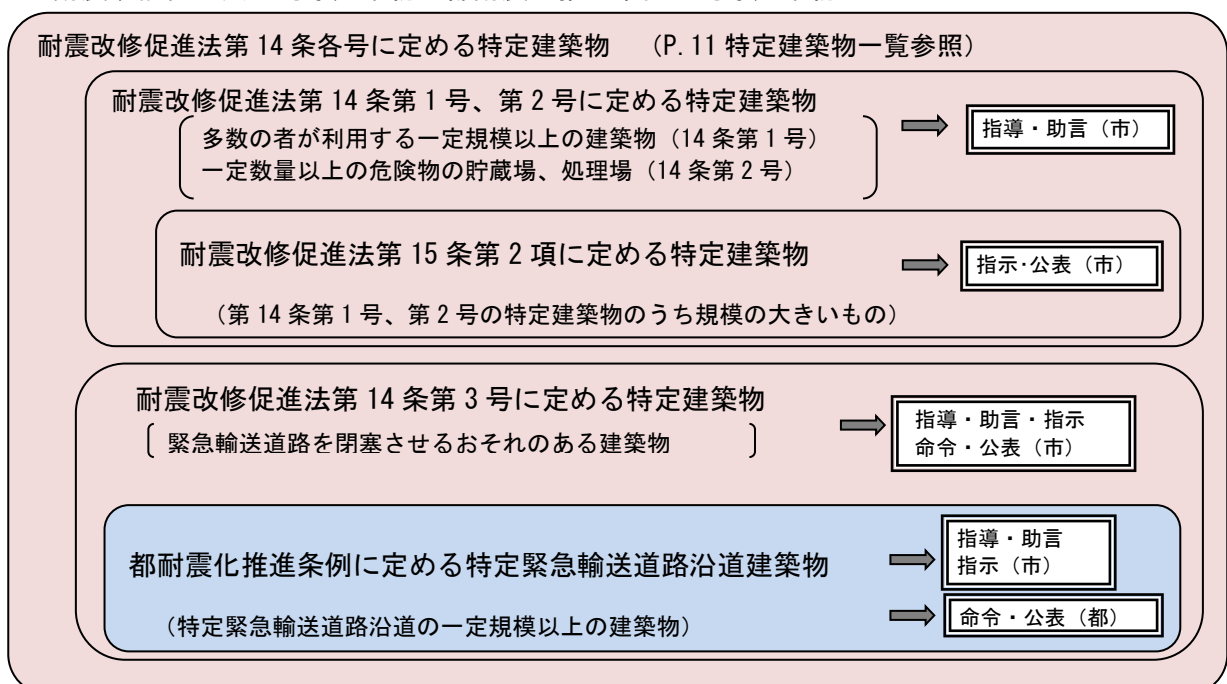 耐震改修促進法第14条各号に定める特定建築物 (P.11 特定建築物一覧参照)
耐震改修促進法第14条第1号、第2号に定める特定建築物
多数の者が利用する一定規模以上の建築物(14条第1号)
一定数量以上の危険物の貯蔵場、処理場(14条第2号)
指導・助言(市)
耐震改修促進法第15条第2項に定める特定建築物
(第14条第1号、第2号の特定建築物のうち規模の大きいもの)
指示・公表(市)
耐震改修促進法第14条第3号に定める特定建築物
緊急輸送道路を閉塞させるおそれのある建築物
指導・助言・指示
命令・公表(市)
都耐震化推進条例に定める特定緊急輸送道路沿道建築物
(特定緊急輸送道路沿道の一定規模以上の建築物)
指導・助言
指示(市)
命令・公表(都)